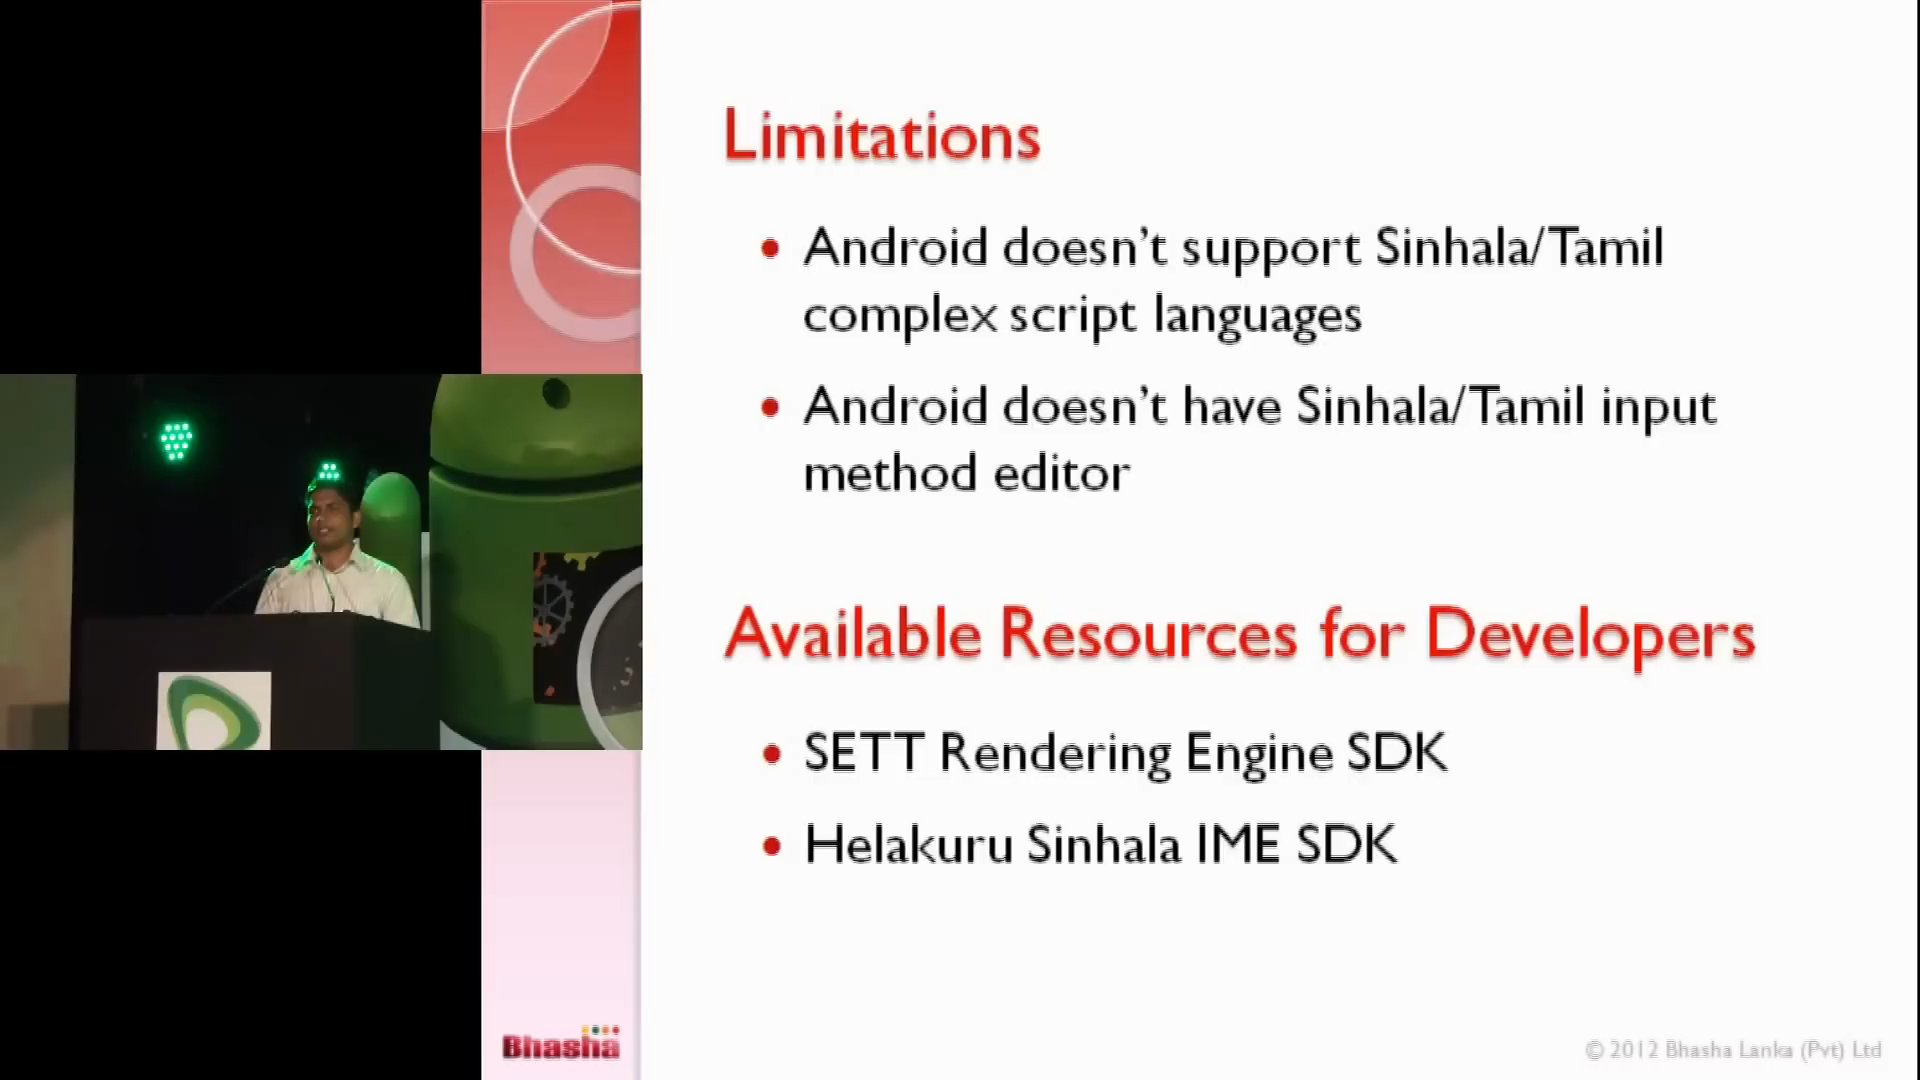 Limitations
• Android doesn't support Sinhala/Tamil
complex script languages
• Android doesn't have Sinhala/Tamil input
method editor
Available Resources for Developers
• SETT Rendering Engine SDK
• Helakuru Sinhala IME SDK
Bhasha
© 2012 Bhasha Lanka (Pvt) Ltd